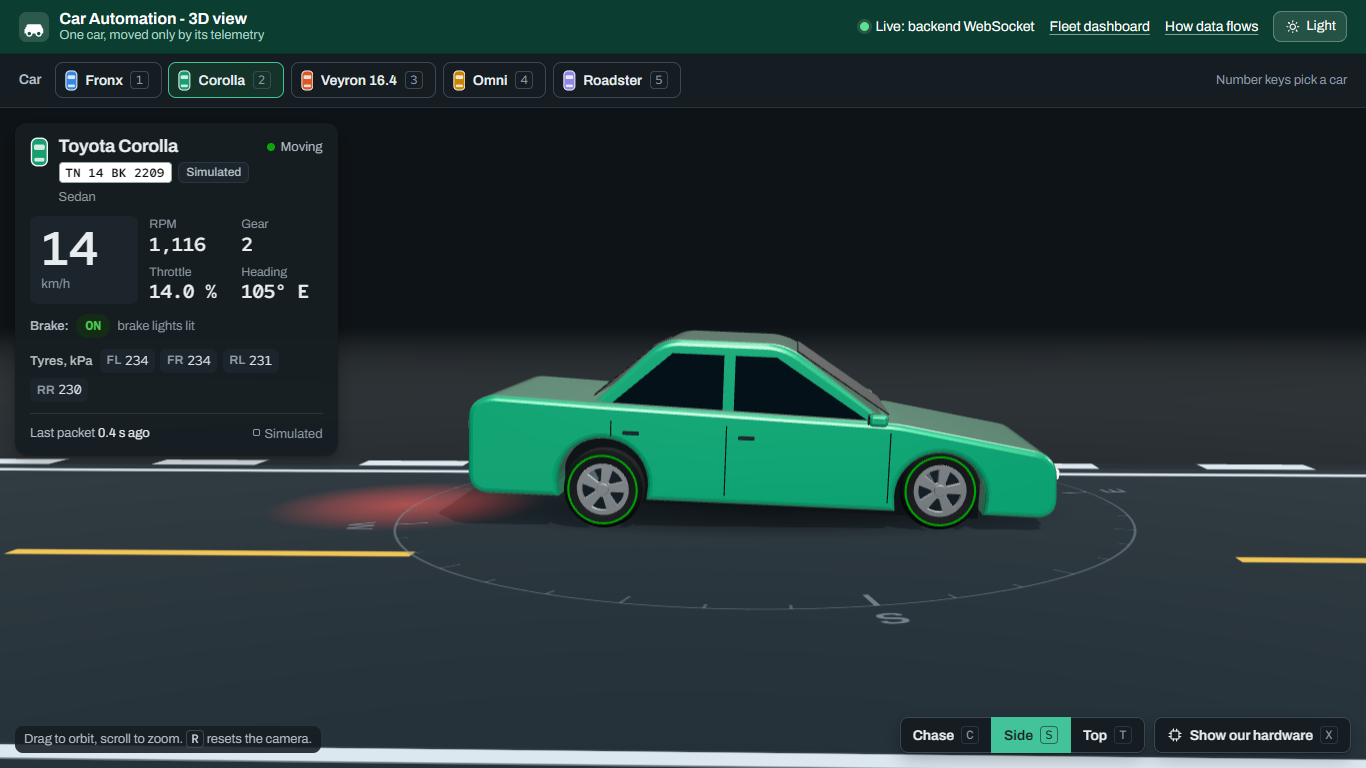 Car Automation - 3D view
One car, moved only by its telemetry
Live: backend WebSocket
Fleet dashboard
How data flows
Light
Car
Fronx 1
Corolla 2
Veyron 16.4 3
Omni 4
Roadster 5
Number keys pick a car
Toyota Corolla
Moving
TN 14 BK 2209
Simulated
Sedan
14
km/h
RPM
1,116
Gear
2
Throttle
14.0 %
Heading
105° E
Brake: ON brake lights lit
Tyres, kPa FL 234 FR 234 RL 231
RR 230
Last packet 0.4 s ago
Simulated
N
E
S
Drag to orbit, scroll to zoom. R resets the camera.
Chase C
Side S
Top T
Show our hardware X